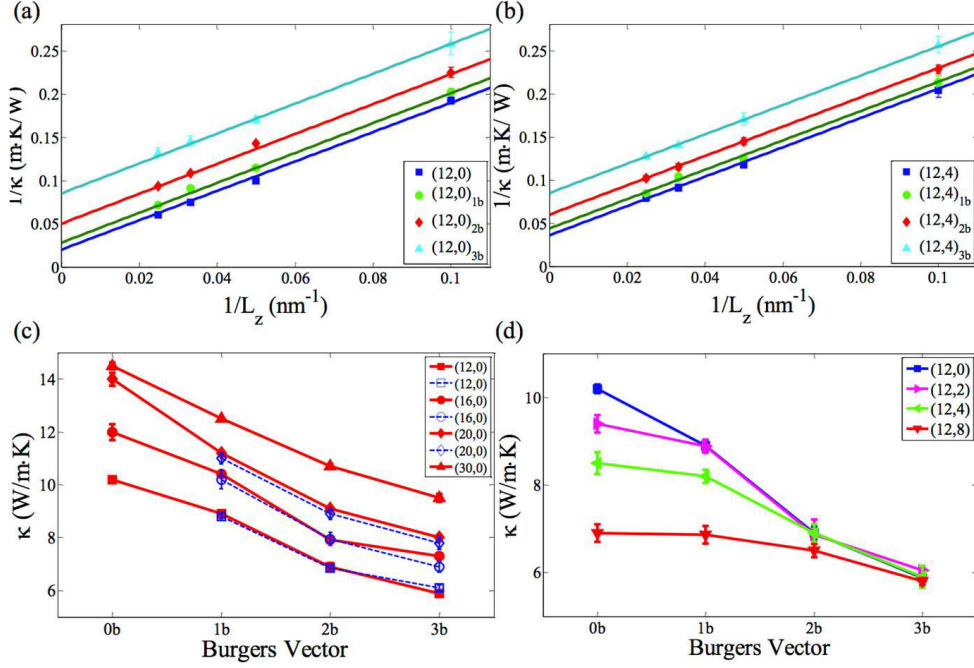 (a)
1/κ (m·K/W)
0.25
0.2
0.15
0.1
0.05
0
(12,0)
(12,0)1b
(12,0)2b
(12,0)3b
0 0.02 0.04 0.06 0.08 0.1
1/Lz (nm-1)
(b)
1/κ (m·K/W)
0.25
0.2
0.15
0.1
0.05
0
(12,4)
(12,4)1b
(12,4)2b
(12,4)3b
0 0.02 0.04 0.06 0.08 0.1
1/Lz (nm-1)
(c)
κ (W/m·K)
14
12
10
8
6
(12,0)
(12,0)
(16,0)
(16,0)
(20,0)
(20,0)
(30,0)
0b 1b 2b 3b
Burgers Vector
(d)
κ (W/m·K)
10
8
6
(12,0)
(12,2)
(12,4)
(12,8)
0b 1b 2b 3b
Burgers Vector